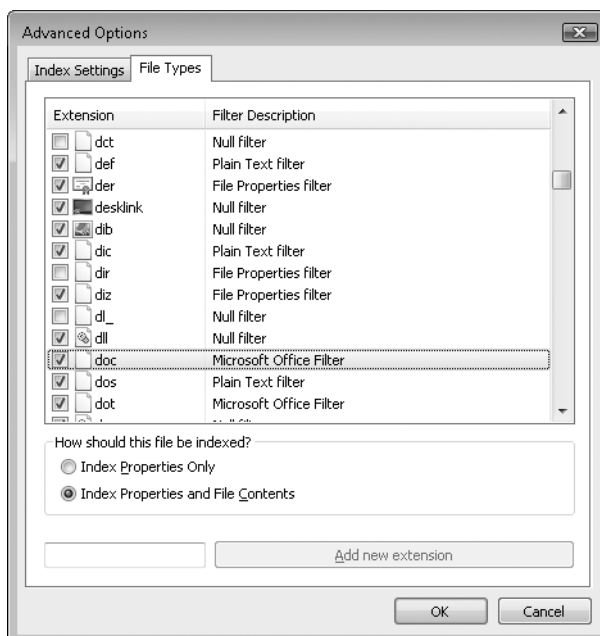 Advanced Options
Index Settings File Types
Extension Filter Description
dct Null filter
def Plain Text filter
der File Properties filter
desklink Null filter
dib Null filter
dic Plain Text filter
dir File Properties filter
diz File Properties filter
dl_ Null filter
dll Null filter
doc Microsoft Office Filter
dos Plain Text filter
dot Microsoft Office Filter
How should this file be indexed?
Index Properties Only
Index Properties and File Contents
Add new extension
OK Cancel